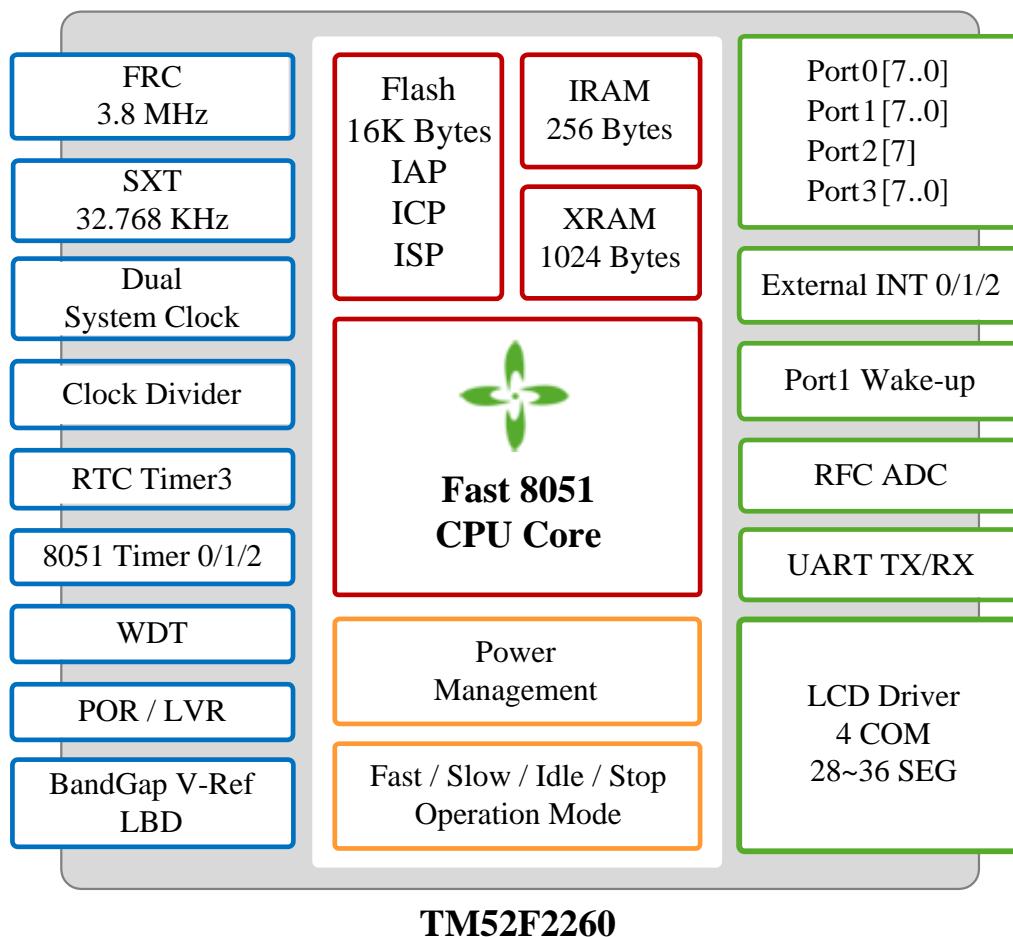 FRC
3.8 MHz
SXT
32.768 KHz
Dual
System Clock
Clock Divider
RTC Timer3
8051 Timer 0/1/2
WDT
POR / LVR
BandGap V-Ref
LBD
Flash
16K Bytes
IAP
ICP
ISP
IRAM
256 Bytes
XRAM
1024 Bytes
Fast 8051
CPU Core
Power
Management
Fast / Slow / Idle / Stop
Operation Mode
Port0[7..0]
Port1[7..0]
Port2[7]
Port3[7..0]
External INT 0/1/2
Port1 Wake-up
RFC ADC
UART TX/RX
LCD Driver
4 COM
28~36 SEG
TM52F2260